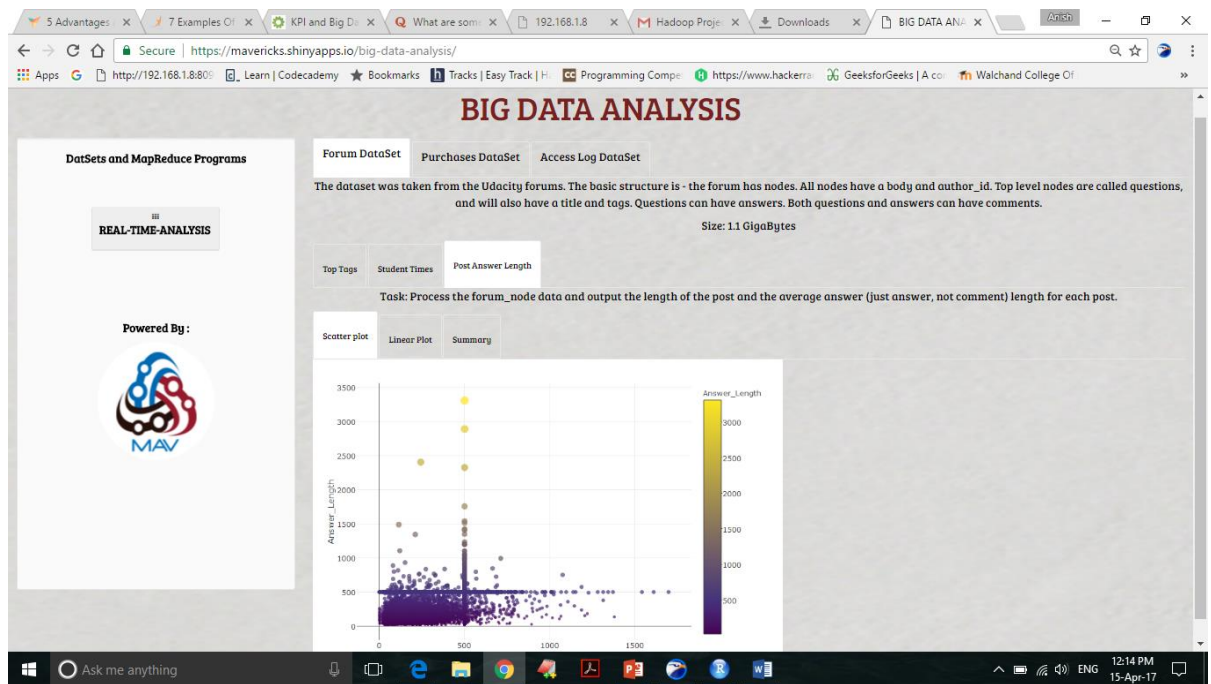 5 Advantages
7 Examples Of
KPI and Big Da
What are som
192.168.1.8
Hadoop Proje
Downloads
BIG DATA ANA
Anish
Secure | https://mavericks.shinyapps.io/big-data-analysis/
Apps
http://192.168.1.8:809
Learn | Codecademy
Bookmarks
Tracks | Easy Track | H
Programming Compe
https://www.hackerra
GeeksforGeeks | A co
Walchand College Of
»
BIG DATA ANALYSIS
DatSets and MapReduce Programs
REAL-TIME-ANALYSIS
Powered By :
MAV
Forum DataSet
Purchases DataSet
Access Log DataSet
The dataset was taken from the Udacity forums. The basic structure is - the forum has nodes. All nodes have a body and author_id. Top level nodes are called questions,
and will also have a title and tags. Questions can have answers. Both questions and answers can have comments.
Size: 1.1 GigaBytes
Top Tags
Student Times
Post Answer Length
Task: Process the forum_node data and output the length of the post and the average answer (just answer, not comment) length for each post.
Scatter plot
Linear Plot
Summary
3500
3000
2500
2000
1500
1000
500
0
Answer_Length
0
500
1000
1500
Answer_Length
3000
2500
2000
1500
1000
500
Ask me anything
ENG
12:14 PM
15-Apr-17